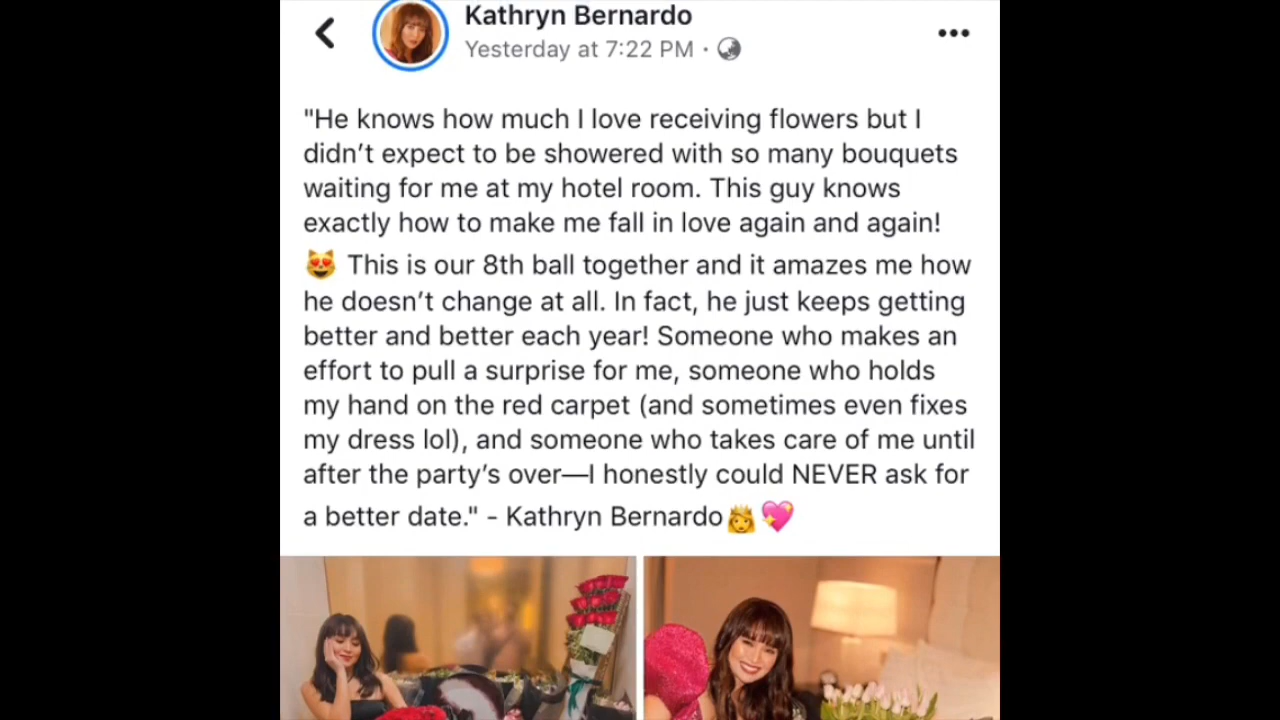 Kathryn Bernardo
Yesterday at 7:22 PM ·
"He knows how much I love receiving flowers but I
didn’t expect to be showered with so many bouquets
waiting for me at my hotel room. This guy knows
exactly how to make me fall in love again and again!
😻 This is our 8th ball together and it amazes me how
he doesn’t change at all. In fact, he just keeps getting
better and better each year! Someone who makes an
effort to pull a surprise for me, someone who holds
my hand on the red carpet (and sometimes even fixes
my dress lol), and someone who takes care of me until
after the party’s over—I honestly could NEVER ask for
a better date." - Kathryn Bernardo👸💖